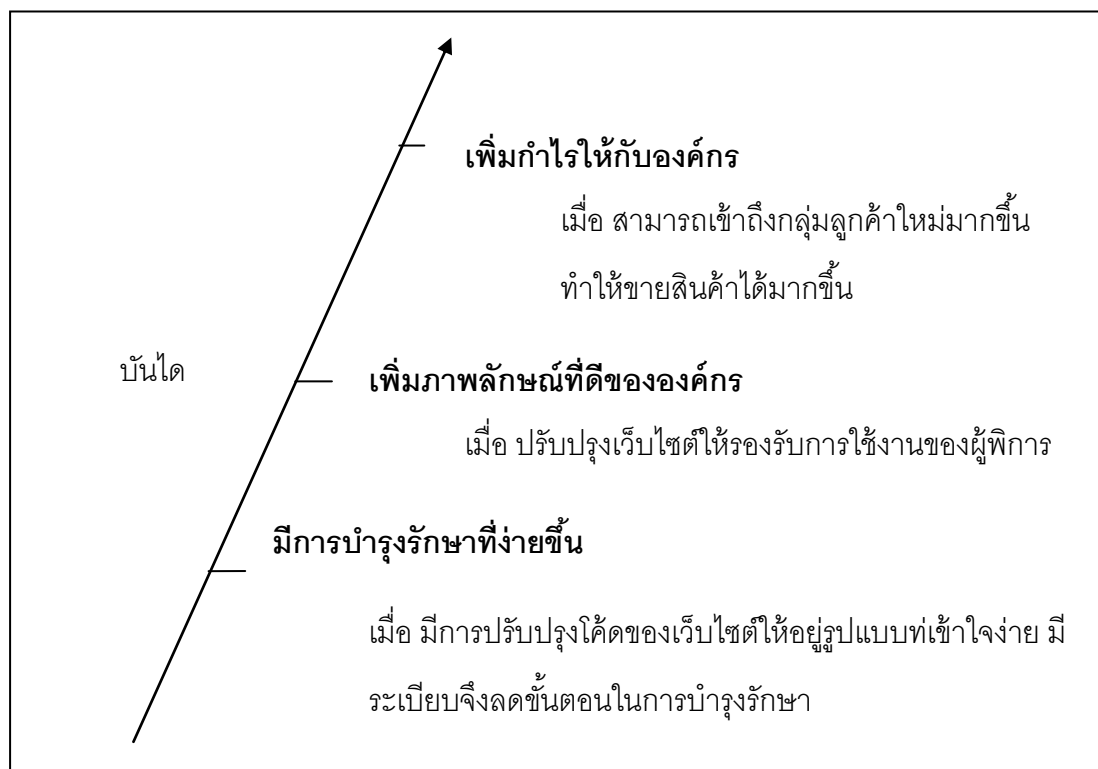 เพิ่มกำไรให้กับองค์กร
เมื่อ สามารถเข้าถึงกลุ่มลูกค้าใหม่มากขึ้น
ทำให้ขายสินค้าได้มากขึ้น
บันได
เพิ่มภาพลักษณ์ที่ดีขององค์กร
เมื่อ ปรับปรุงเว็บไซต์ให้รองรับการใช้งานของผู้พิการ
มีการบำรุงรักษาที่ง่ายขึ้น
เมื่อ มีการปรับปรุงโค้ดของเว็บไซต์ให้อยู่รูปแบบท่เข้าใจง่าย มี
ระเบียบจึงลดขั้นตอนในการบำรุงรักษา